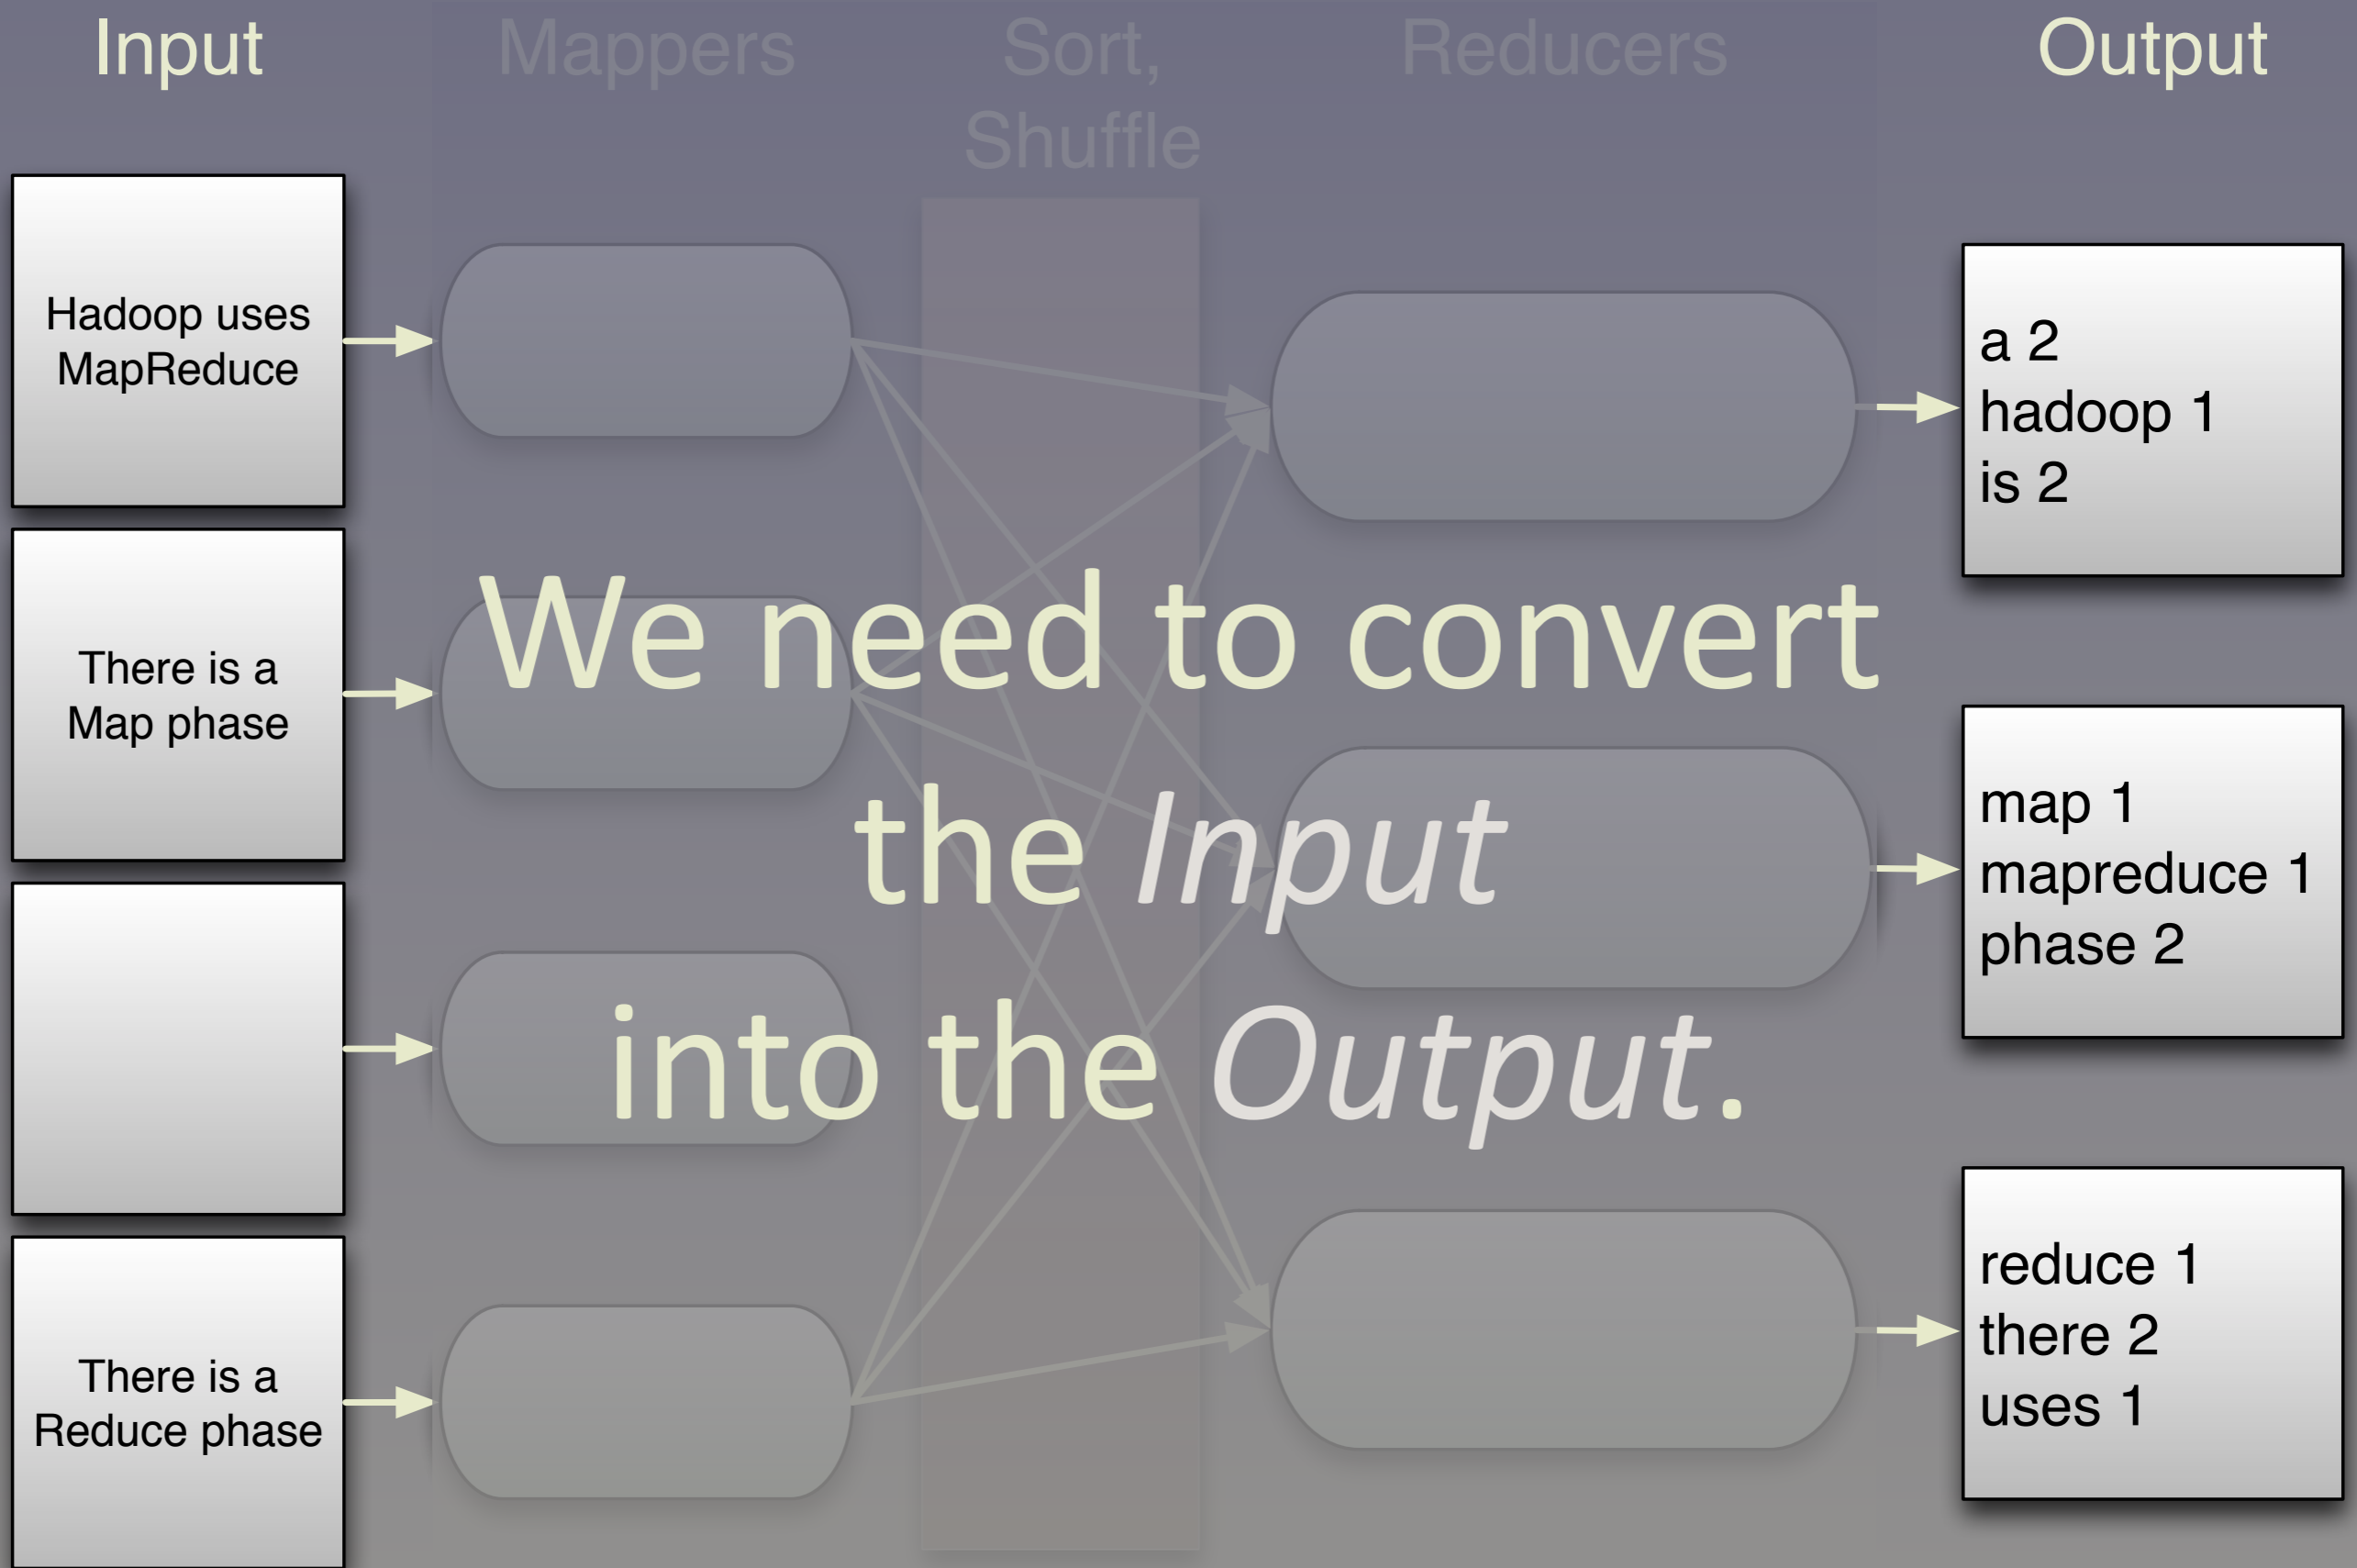 Input
Mappers
Sort,
Shuffle
Reducers
Output
Hadoop uses
MapReduce
There is a
Map phase
There is a
Reduce phase
We need to convert
the Input
into the Output.
a 2
hadoop 1
is 2
map 1
mapreduce 1
phase 2
reduce 1
there 2
uses 1